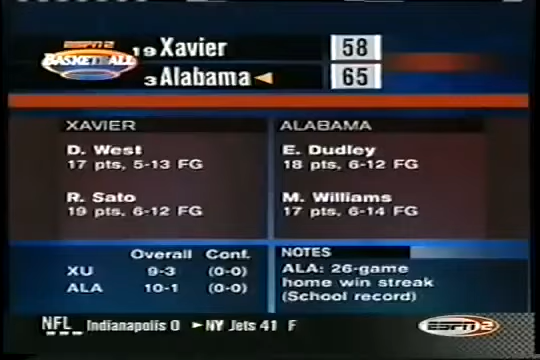 ESPN2
BASKETBALL
19 Xavier 58
3 Alabama 65
XAVIER
D. West
17 pts, 5-13 FG
R. Sato
19 pts, 6-12 FG
ALABAMA
E. Dudley
18 pts, 6-12 FG
M. Williams
17 pts, 6-14 FG
Overall Conf.
XU 9-3 (0-0)
ALA 10-1 (0-0)
NOTES
ALA: 26-game
home win streak
(School record)
NFL Indianapolis 0 ►NY Jets 41 F
ESPN2